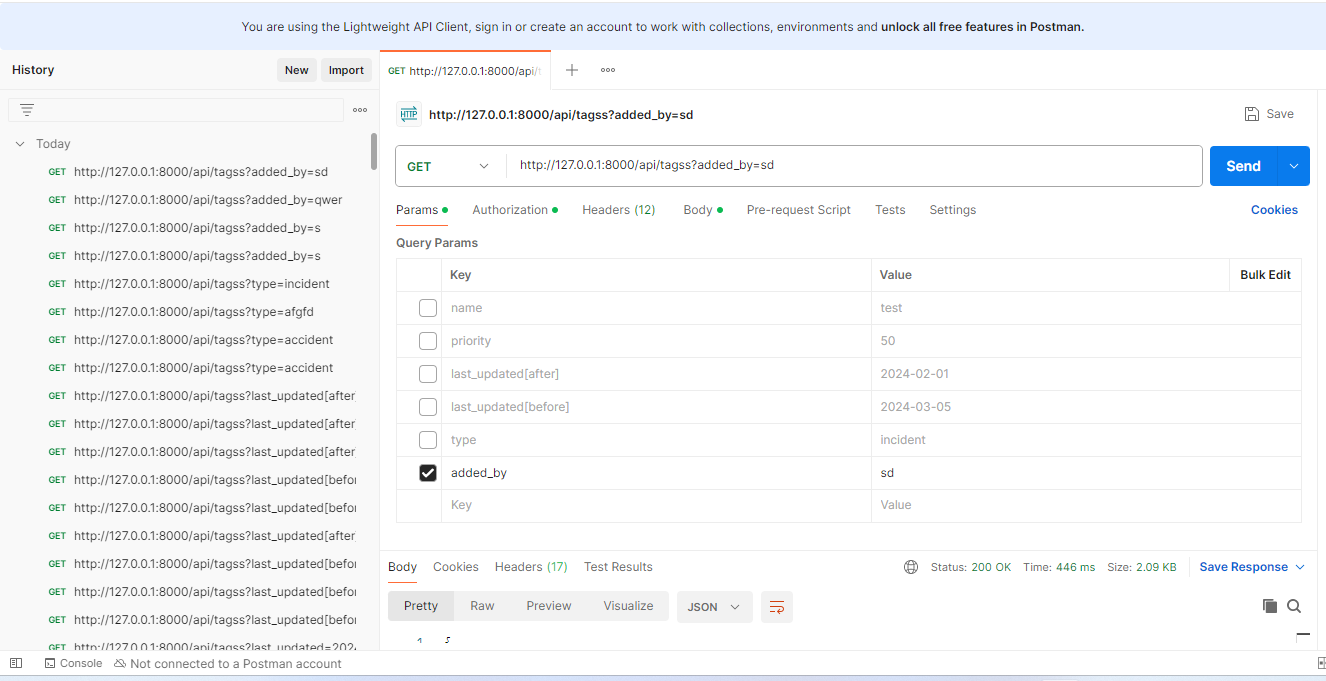 You are using the Lightweight API Client, sign in or create an account to work with collections, environments and unlock all free features in Postman.
History
New
Import
GET http://127.0.0.1:8000/api/
Today
GET http://127.0.0.1:8000/api/tagss?added_by=sd
GET http://127.0.0.1:8000/api/tagss?added_by=qwer
GET http://127.0.0.1:8000/api/tagss?added_by=s
GET http://127.0.0.1:8000/api/tagss?added_by=s
GET http://127.0.0.1:8000/api/tagss?type=incident
GET http://127.0.0.1:8000/api/tagss?type=afgfd
GET http://127.0.0.1:8000/api/tagss?type=accident
GET http://127.0.0.1:8000/api/tagss?type=accident
GET http://127.0.0.1:8000/api/tagss?last_updated[after]
GET http://127.0.0.1:8000/api/tagss?last_updated[after]
GET http://127.0.0.1:8000/api/tagss?last_updated[after]
GET http://127.0.0.1:8000/api/tagss?last_updated[befor
GET http://127.0.0.1:8000/api/tagss?last_updated[befor
GET http://127.0.0.1:8000/api/tagss?last_updated[after]
GET http://127.0.0.1:8000/api/tagss?last_updated[befor
GET http://127.0.0.1:8000/api/tagss?last_updated[befor
GET http://127.0.0.1:8000/api/tagss?last_updated[befor
GET http://127.0.0.1:8000/api/tagss?last_updated=202
HTTP http://127.0.0.1:8000/api/tagss?added_by=sd
Save
GET http://127.0.0.1:8000/api/tagss?added_by=sd
Send
Params Authorization Headers (12) Body Pre-request Script Tests Settings Cookies
Query Params
Key Value Bulk Edit
name test
priority 50
last_updated[after] 2024-02-01
last_updated[before] 2024-03-05
type incident
added_by sd
Key Value
Body Cookies Headers (17) Test Results Status: 200 OK Time: 446 ms Size: 2.09 KB Save Response
Pretty Raw Preview Visualize JSON
1
Console Not connected to a Postman account